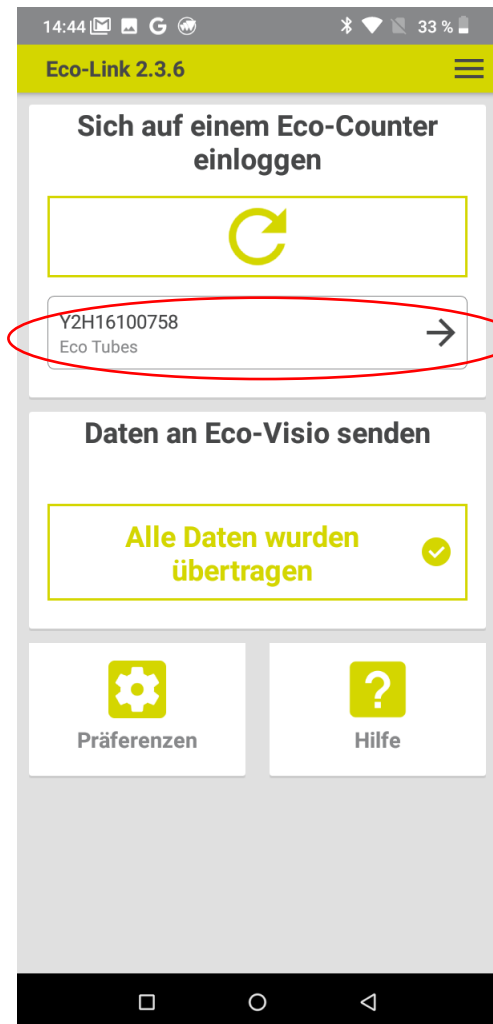 14:44 G 33 %
Eco-Link 2.3.6
Sich auf einem Eco-Counter
einloggen
Y2H16100758
Eco Tubes
Daten an Eco-Visio senden
Alle Daten wurden
übertragen
?
Präferenzen
Hilfe